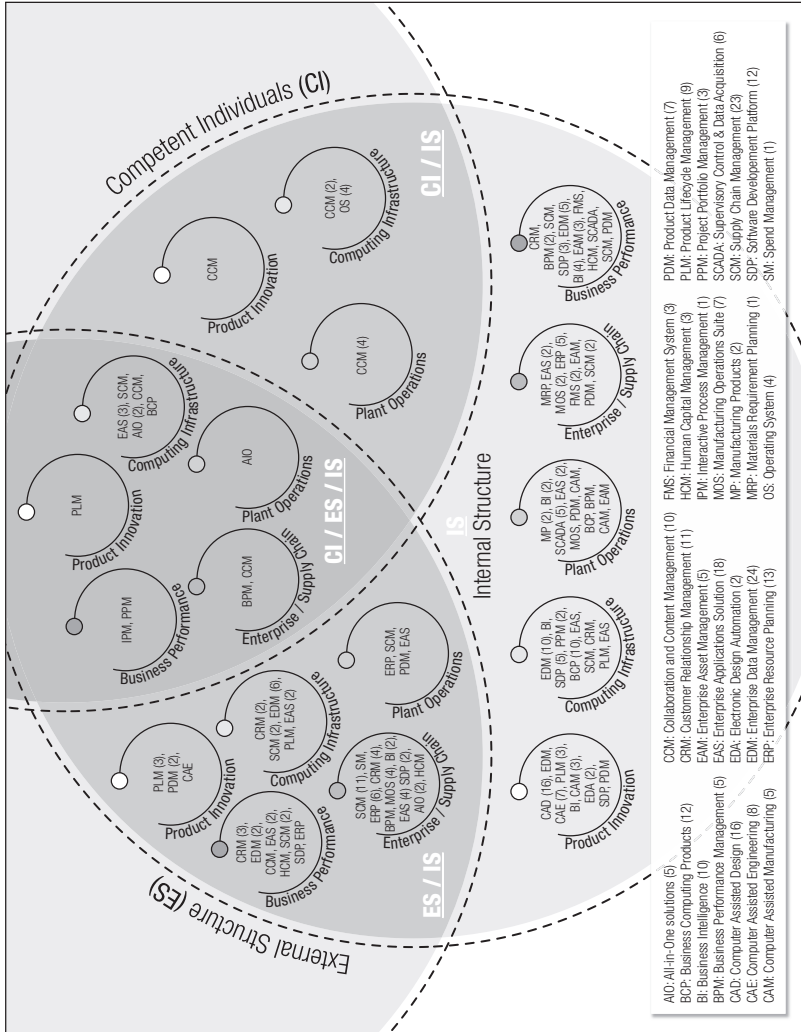 External Structure (ES)
Competent Individuals (CI)
Product Innovation
PLM (3),
PDM (2),
CAE
Business Performance
CRM (3),
EDM (2),
CCM, EAS (2),
HCM, SCM (2),
SDP, ERP
Computing Infrastructure
CRM (2),
SCM (2), EDM (6),
PLM, EAS (2)
Enterprise / Supply Chain
SCM (11), SM,
ERP (6), CRM (4),
BPM, MOS (4), BI (2),
EAS (4) SDP (2),
AIO (2), HCM
Plant Operations
ERP, SCM,
PDM, EAS
ES / IS
Business Performance
IPM, PPM
Product Innovation
PLM
Computing Infrastructure
EAS (3), SCM,
AIO (2), CCM,
BCP
Enterprise / Supply Chain
BPM, CCM
Plant Operations
AIO
CI / ES / IS
Product Innovation
CCM
Computing Infrastructure
CCM (2),
OS (4)
Plant Operations
CCM (4)
CI / IS
IS
Internal Structure
Product Innovation
CAD (16), EDM,
CAE (7), PLM (3),
BI, CAM (3),
EDA (2),
SDP, PDM
Computing Infrastructure
EDM (10), BI,
SDP (5), PPM (2),
BCP (10), EAS,
SCM, CRM,
PLM, EAS
Plant Operations
MP (2), BI (2),
SCADA (5), EAS (2),
MOS, PDM, CAM,
BCP, BPM,
CAM, EAM
Enterprise / Supply Chain
MRP, EAS (2),
MOS (2), ERP (5),
FMS (2), EAM,
PDM, SCM (2)
Business Performance
CRM,
BPM (2), SCM,
SDP (3), EDM (5),
BI (4), EAM (3), FMS,
HCM, SCADA,
SCM, PDM
AIO: All-in-One solutions (5)
BCP: Business Computing Products (12)
BI: Business Intelligence (10)
BPM: Business Performance Management (5)
CAD: Computer Assisted Design (16)
CAE: Computer Assisted Engineering (8)
CAM: Computer Assisted Manufacturing (5)
CCM: Collaboration and Content Management (10)
CRM: Customer Relationship Management (11)
EAM: Enterprise Asset Management (5)
EAS: Enterprise Applications Solution (18)
EDA: Electronic Design Automation (2)
EDM: Enterprise Data Management (24)
ERP: Enterprise Resource Planning (13)
FMS: Financial Management System (3)
HCM: Human Capital Management (3)
IPM: Interactive Process Management (1)
MOS: Manufacturing Operations Suite (7)
MP: Manufacturing Products (2)
MRP: Materials Requirement Planning (1)
OS: Operating System (4)
PDM: Product Data Management (7)
PLM: Product Lifecycle Management (9)
PPM: Project Portfolio Management (3)
SCADA: Supervisory Control & Data Acquisition (6)
SCM: Supply Chain Management (23)
SDP: Software Developement Platform (12)
SM: Spend Management (1)